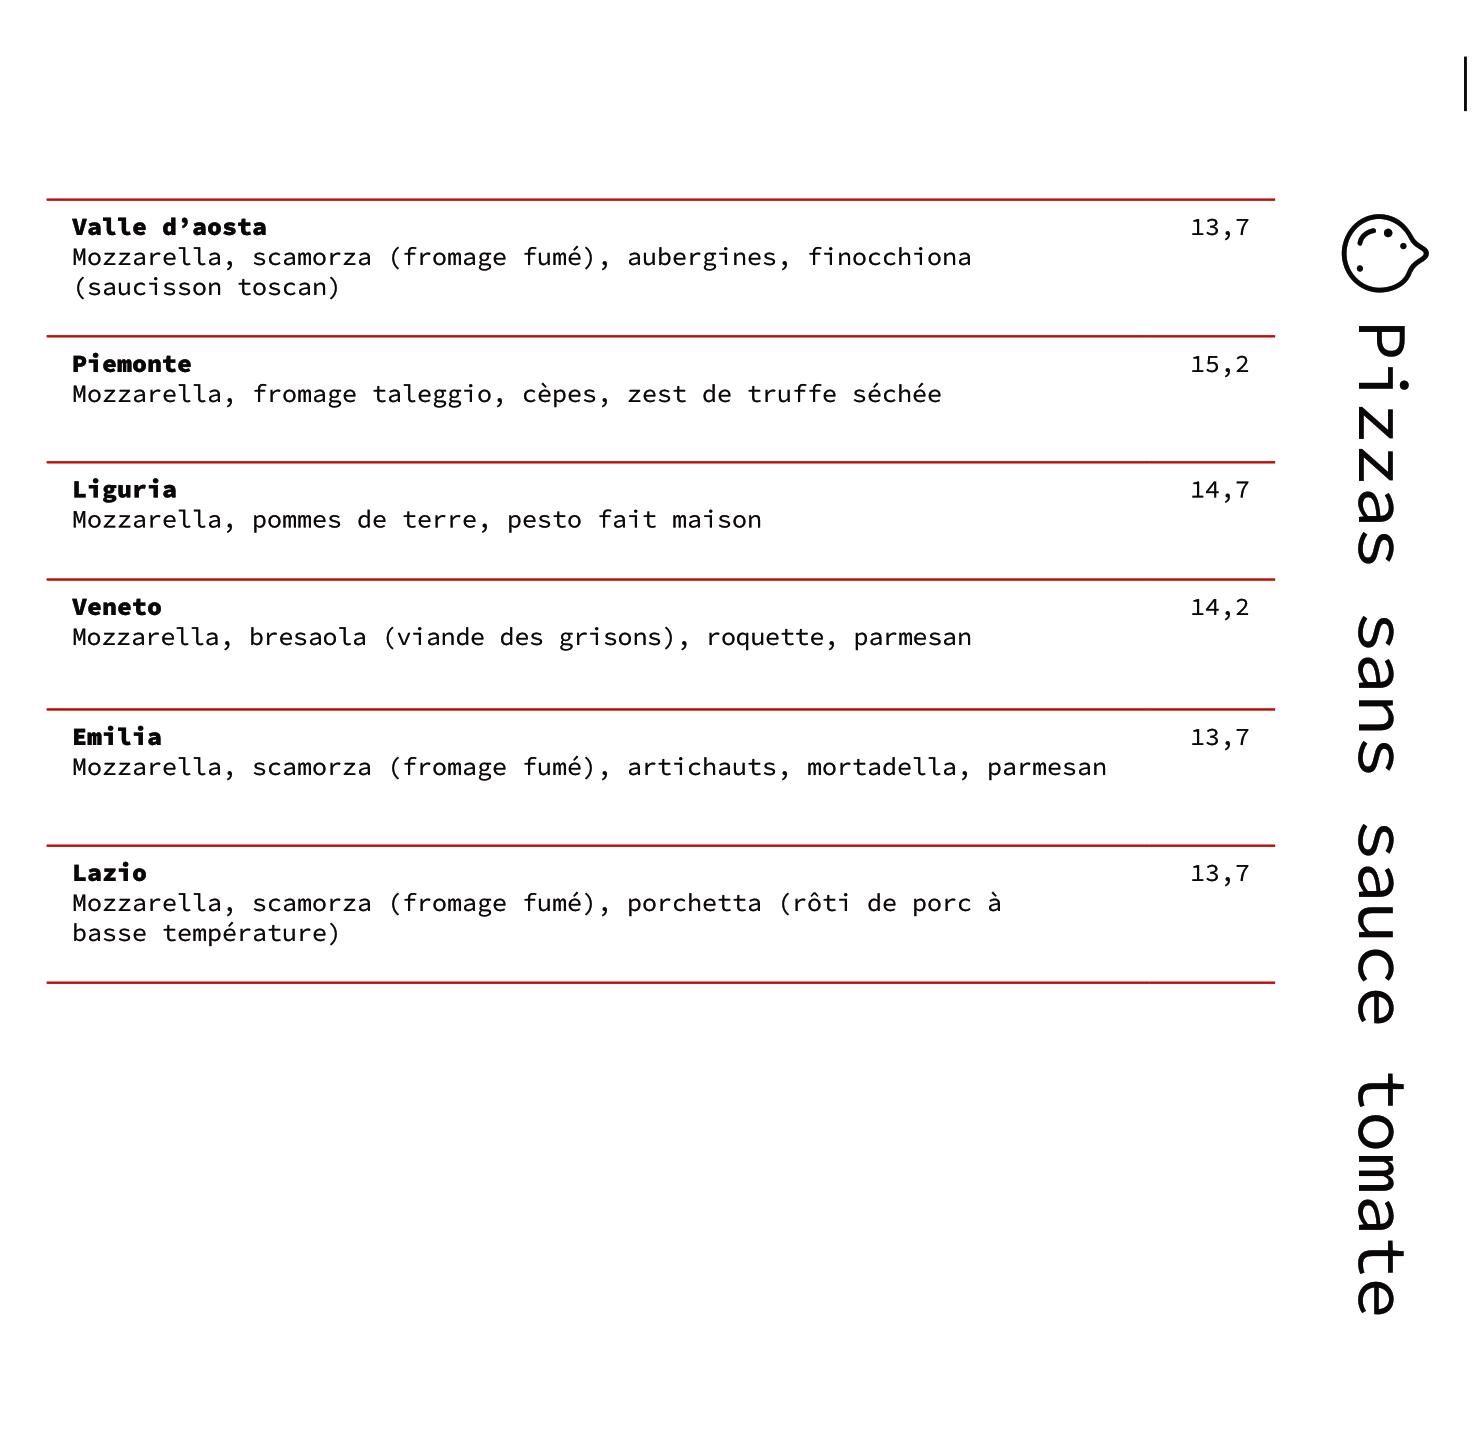 Valle d’aosta 13,7
Mozzarella, scamorza (fromage fumé), aubergines, finocchiona
(saucisson toscan)
Piemonte 15,2
Mozzarella, fromage taleggio, cèpes, zest de truffe séchée
Liguria 14,7
Mozzarella, pommes de terre, pesto fait maison
Veneto 14,2
Mozzarella, bresaola (viande des grisons), roquette, parmesan
Emilia 13,7
Mozzarella, scamorza (fromage fumé), artichauts, mortadella, parmesan
Lazio 13,7
Mozzarella, scamorza (fromage fumé), porchetta (rôti de porc à
basse température)
Pizzas sans sauce tomate